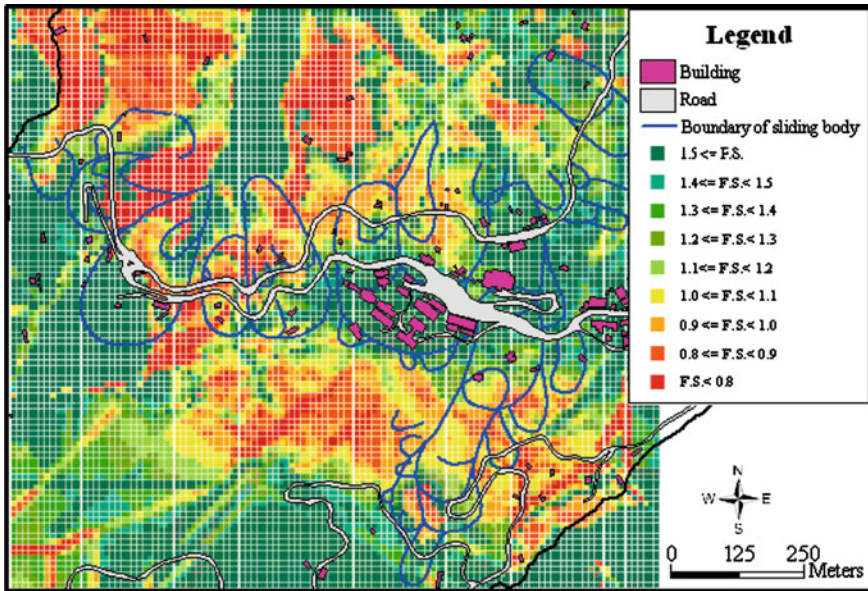 Legend
Building
Road
Boundary of sliding body
1.5 <= F.S.
1.4<= F.S.< 1.5
1.3<= F.S.< 1.4
1.2<= F.S.< 1.3
1.1<= F.S.< 1.2
1.0 <= F.S.< 1.1
0.9 <= F.S.< 1.0
0.8 <= F.S.< 0.9
F.S.< 0.8
N
W E
S
0 125 250
Meters